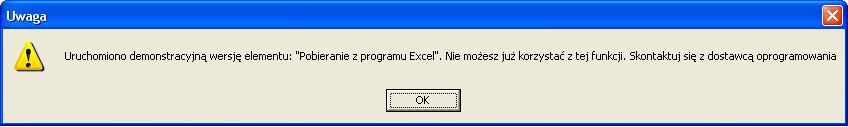 Uwaga
Uruchomiono demonstracyjną wersję elementu: "Pobieranie z programu Excel". Nie możesz już korzystać z tej funkcji. Skontaktuj się z dostawcą oprogramowania
OK